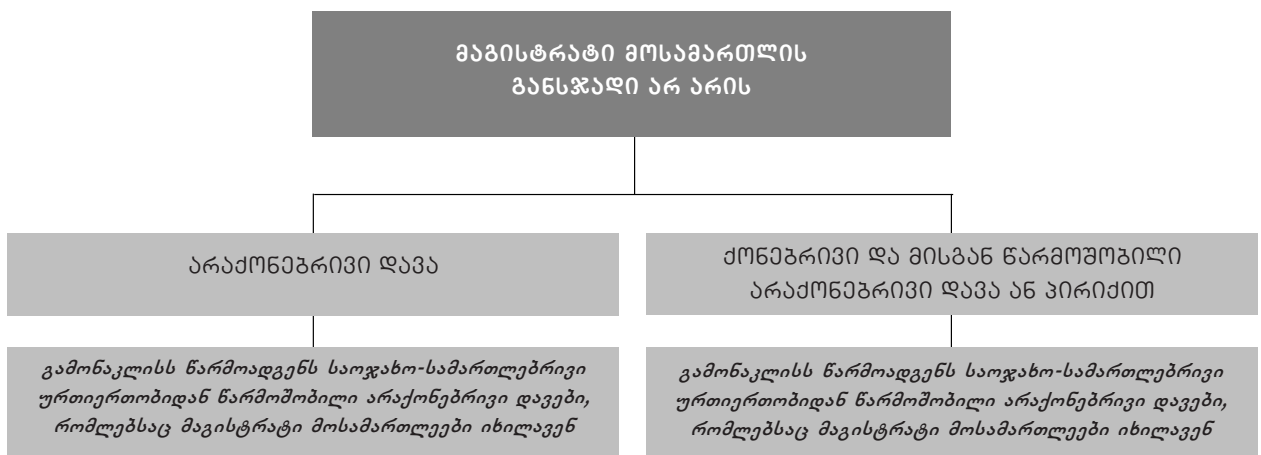 მაგისტრატი მოსამართლის
განსჯადი არ არის
არაქონებრივი დავა
ქონებრივი და მისგან წარმოშობილი
არაქონებრივი დავა ან პირიქით
გამონაკლისს წარმოადგენს საოჯახო-სამართლებრივი
ურთიერთობიდან წარმოშობილი არაქონებრივი დავები,
რომლებსაც მაგისტრატი მოსამართლეები იხილავენ
გამონაკლისს წარმოადგენს საოჯახო-სამართლებრივი
ურთიერთობიდან წარმოშობილი არაქონებრივი დავები,
რომლებსაც მაგისტრატი მოსამართლეები იხილავენ